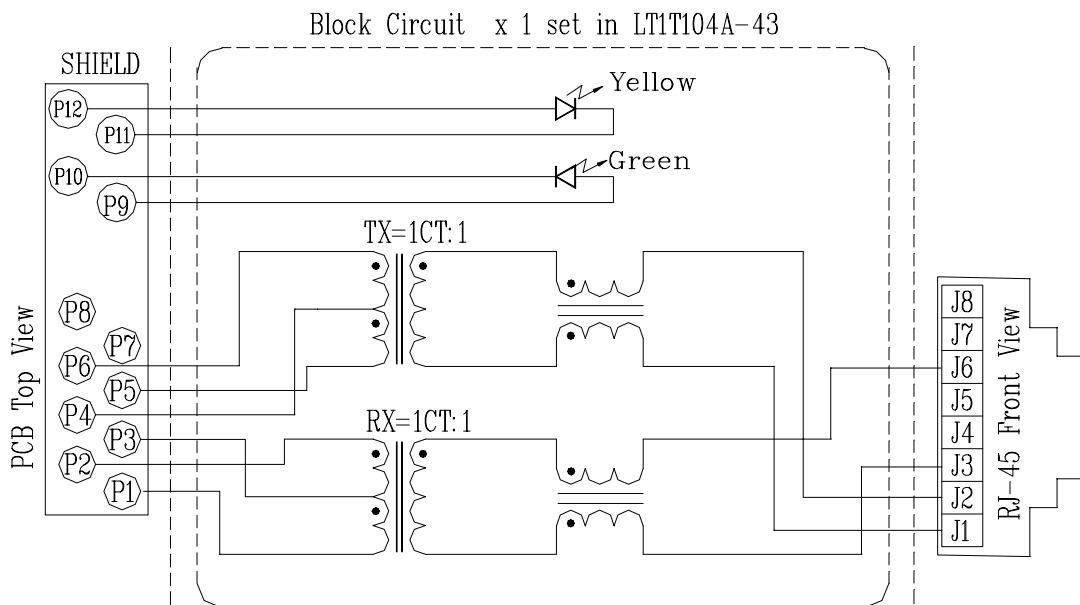 Block Circuit x 1 set in LT1T104A-43
SHIELD
P12
P11
P10
P9
P8
P7
P6
P5
P4
P3
P2
P1
PCB Top View
Yellow
Green
TX=1CT:1
RX=1CT:1
J8
J7
J6
J5
J4
J3
J2
J1
RJ-45 Front View